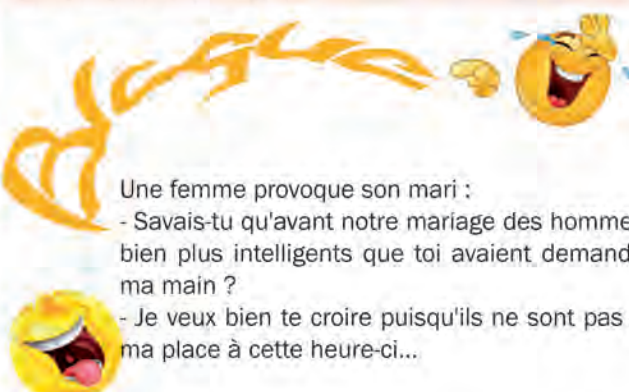 Blague
Une femme provoque son mari :
- Savais-tu qu'avant notre mariage des homme
bien plus intelligents que toi avaient demand
ma main ?
- Je veux bien te croire puisqu'ils ne sont pas
ma place à cette heure-ci...